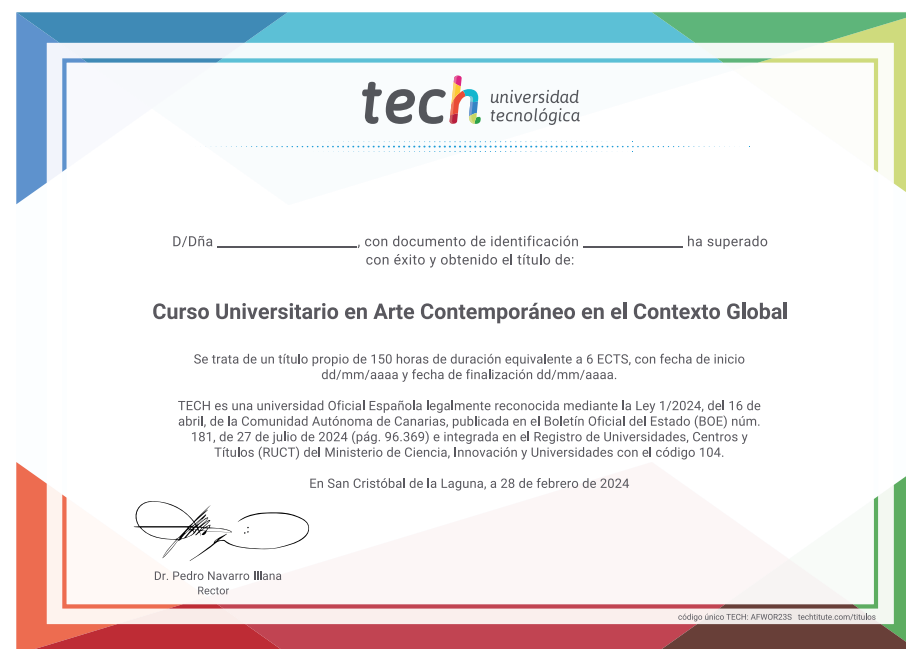 tech universidad
tecnológica
D/Dña ____________, con documento de identificación ____________ ha superado
con éxito y obtenido el título de:
Curso Universitario en Arte Contemporáneo en el Contexto Global
Se trata de un título propio de 150 horas de duración equivalente a 6 ECTS, con fecha de inicio
dd/mm/aaaa y fecha de finalización dd/mm/aaaa.
TECH es una universidad Oficial Española legalmente reconocida mediante la Ley 1/2024, del 16 de
abril, de la Comunidad Autónoma de Canarias, publicada en el Boletín Oficial del Estado (BOE) núm.
181, de 27 de julio de 2024 (pág. 96.369) e integrada en el Registro de Universidades, Centros y
Títulos (RUCT) del Ministerio de Ciencia, Innovación y Universidades con el código 104.
En San Cristóbal de la Laguna, a 28 de febrero de 2024
Dr. Pedro Navarro Illana
Rector
código único TECH: AFWOR23S techtitute.com/titulos